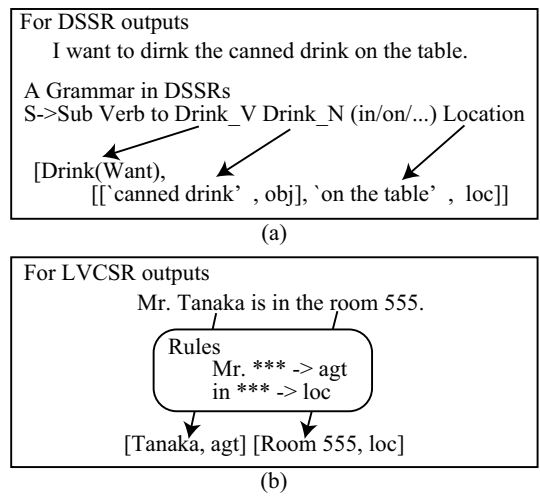 For DSSR outputs
I want to dirnk the canned drink on the table.
A Grammar in DSSRs
S->Sub Verb to Drink_V Drink_N (in/on/...) Location
[Drink(Want),
[[`canned drink' , obj], `on the table' , loc]]
(a)
For LVCSR outputs
Mr. Tanaka is in the room 555.
Rules
Mr. *** -> agt
in *** -> loc
[Tanaka, agt] [Room 555, loc]
(b)